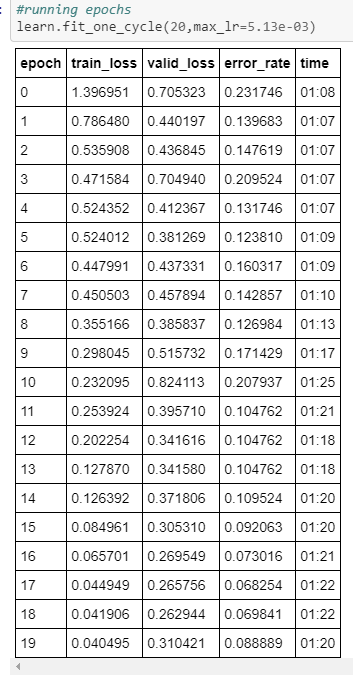 #running epochs
learn.fit_one_cycle(20,max_lr=5.13e-03)
epoch train_loss valid_loss error_rate time
0 1.396951 0.705323 0.231746 01:08
1 0.786480 0.440197 0.139683 01:07
2 0.535908 0.436845 0.147619 01:07
3 0.471584 0.704940 0.209524 01:07
4 0.524352 0.412367 0.131746 01:07
5 0.524012 0.381269 0.123810 01:09
6 0.447991 0.437331 0.160317 01:09
7 0.450503 0.457894 0.142857 01:10
8 0.355166 0.385837 0.126984 01:13
9 0.298045 0.515732 0.171429 01:17
10 0.232095 0.824113 0.207937 01:25
11 0.253924 0.395710 0.104762 01:21
12 0.202254 0.341616 0.104762 01:18
13 0.127870 0.341580 0.104762 01:18
14 0.126392 0.371806 0.109524 01:20
15 0.084961 0.305310 0.092063 01:20
16 0.065701 0.269549 0.073016 01:21
17 0.044949 0.265756 0.068254 01:22
18 0.041906 0.262944 0.069841 01:22
19 0.040495 0.310421 0.088889 01:20